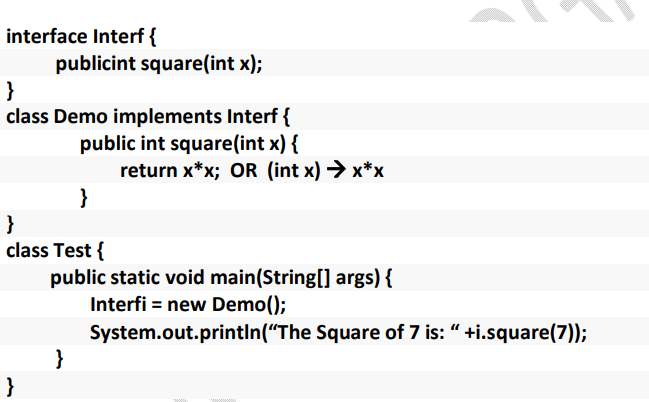 interface Interf {
publicint square(int x);
}
class Demo implements Interf {
public int square(int x) {
return x*x; OR (int x) → x*x
}
}
class Test {
public static void main(String[] args) {
Interfi = new Demo();
System.out.println(“The Square of 7 is: “ +i.square(7));
}
}